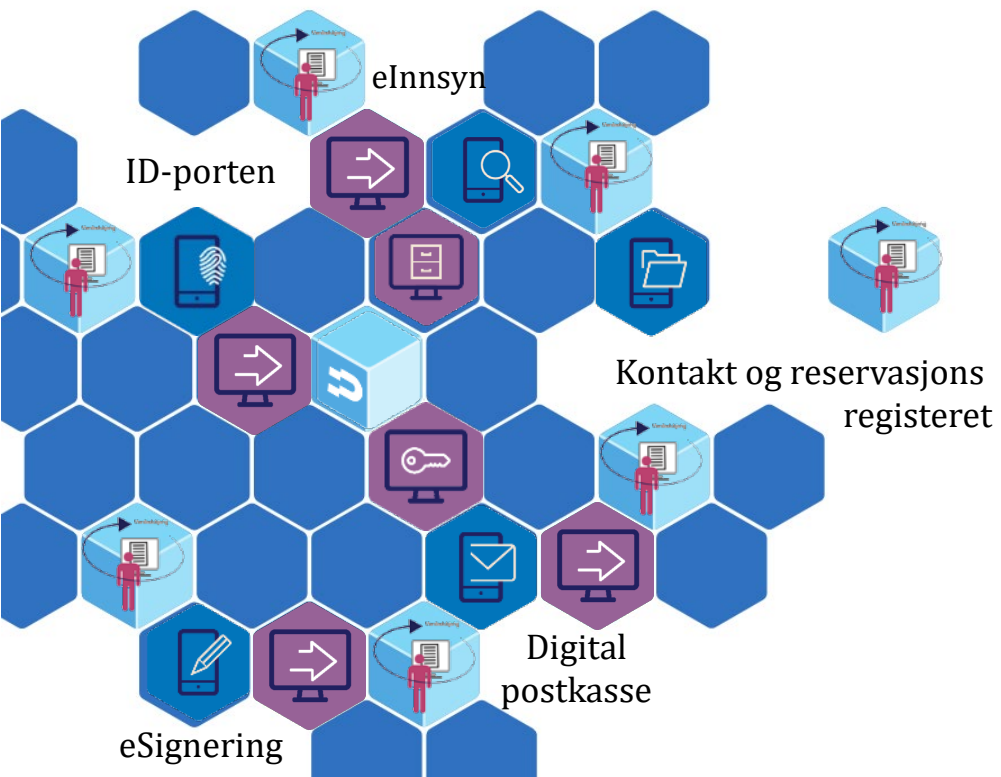 eInnsyn
ID-porten
Kontakt og reservasjons
registeret
Digital
postkasse
eSignering